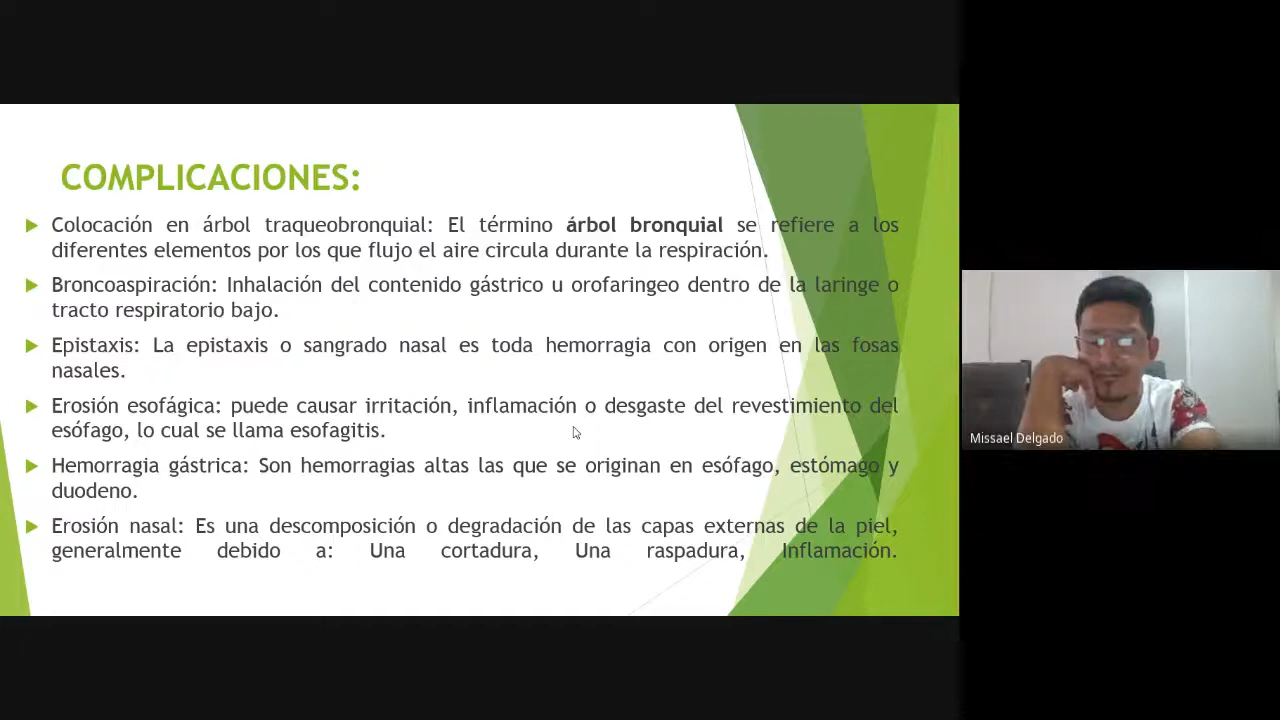 COMPLICACIONES:
Colocación en árbol traqueobronquial: El término árbol bronquial se refiere a los
diferentes elementos por los que flujo el aire circula durante la respiración.
Broncoaspiración: Inhalación del contenido gástrico u orofaringeo dentro de la laringe o
tracto respiratorio bajo.
Epistaxis: La epistaxis o sangrado nasal es toda hemorragia con origen en las fosas
nasales.
Erosión esofágica: puede causar irritación, inflamación o desgaste del revestimiento del
esófago, lo cual se llama esofagitis.
Hemorragia gástrica: Son hemorragias altas las que se originan en esófago, estómago y
duodeno.
Erosión nasal: Es una descomposición o degradación de las capas externas de la piel,
generalmente debido a: Una cortadura, Una raspadura, Inflamación.
Missael Delgado